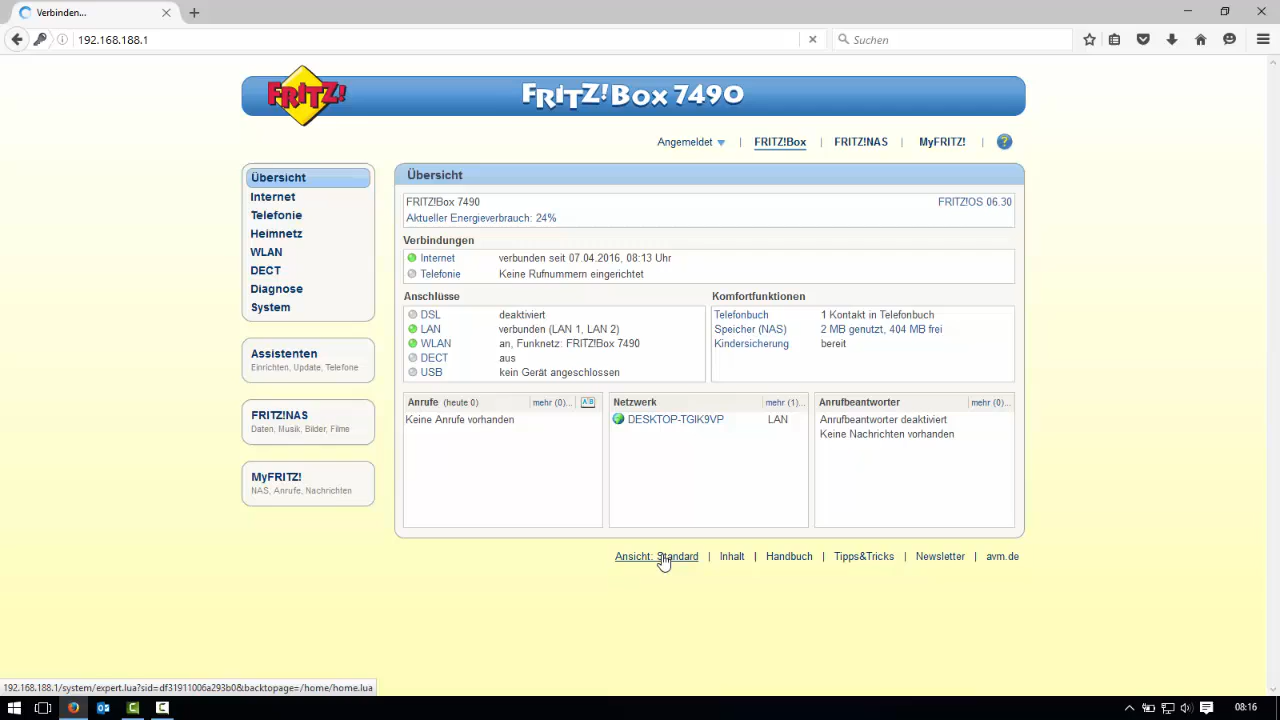 Verbinden...
192.168.188.1
Suchen
FRITZ!
FRITZ!Box 7490
Angemeldet | FRITZ!Box | FRITZ!NAS | MyFRITZ! | ?
Übersicht
Internet
Telefonie
Heimnetz
WLAN
DECT
Diagnose
System
Assistenten
Einrichten, Update, Telefone
FRITZ!NAS
Daten, Musik, Bilder, Filme
MyFRITZ!
NAS, Anrufe, Nachrichten
Übersicht
FRITZ!Box 7490 FRITZ!OS 06.30
Aktueller Energieverbrauch: 24%
Verbindungen
Internet verbunden seit 07.04.2016, 08:13 Uhr
Telefonie Keine Rufnummern eingerichtet
Anschlüsse
DSL deaktiviert
LAN verbunden (LAN 1, LAN 2)
WLAN an, Funknetz: FRITZ!Box 7490
DECT aus
USB kein Gerät angeschlossen
Komfortfunktionen
Telefonbuch 1 Kontakt in Telefonbuch
Speicher (NAS) 2 MB genutzt, 404 MB frei
Kindersicherung bereit
Anrufe (heute 0) mehr (0)...
Keine Anrufe vorhanden
Netzwerk mehr (1)...
DESKTOP-TGIK9VP LAN
Anrufbeantworter mehr (0)...
Anrufbeantworter deaktiviert
Keine Nachrichten vorhanden
Ansicht: Standard | Inhalt | Handbuch | Tipps&Tricks | Newsletter | avm.de
192.168.188.1/system/expert.lua?sid=df31911006a293b0&backtopage=/home/home.lua
08:16